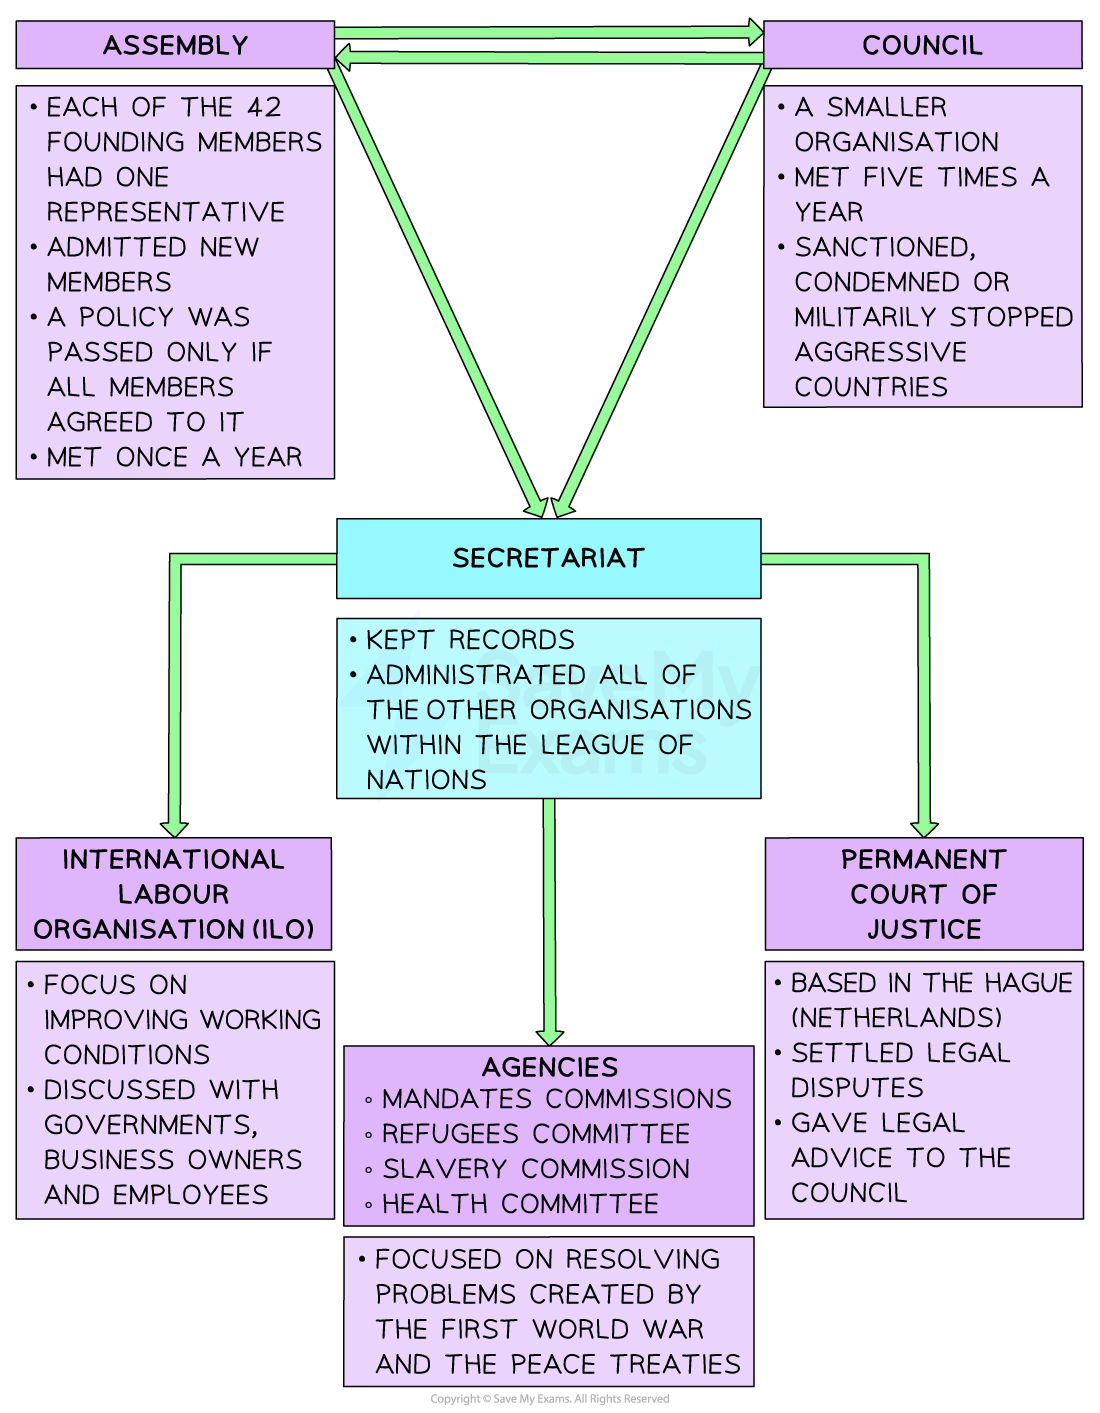 ASSEMBLY
• EACH OF THE 42
FOUNDING MEMBERS
HAD ONE
REPRESENTATIVE
• ADMITTED NEW
MEMBERS
• A POLICY WAS
PASSED ONLY IF
ALL MEMBERS
AGREED TO IT
• MET ONCE A YEAR
COUNCIL
• A SMALLER
ORGANISATION
• MET FIVE TIMES A
YEAR
• SANCTIONED,
CONDEMNED OR
MILITARILY STOPPED
AGGRESSIVE
COUNTRIES
SECRETARIAT
• KEPT RECORDS
• ADMINISTRATED ALL OF
THE OTHER ORGANISATIONS
WITHIN THE LEAGUE OF
NATIONS
Save My
Exams
INTERNATIONAL
LABOUR
ORGANISATION (ILO)
• FOCUS ON
IMPROVING WORKING
CONDITIONS
• DISCUSSED WITH
GOVERNMENTS,
BUSINESS OWNERS
AND EMPLOYEES
AGENCIES
◦ MANDATES COMMISSIONS
◦ REFUGEES COMMITTEE
◦ SLAVERY COMMISSION
◦ HEALTH COMMITTEE
• FOCUSED ON RESOLVING
PROBLEMS CREATED BY
THE FIRST WORLD WAR
AND THE PEACE TREATIES
PERMANENT
COURT OF
JUSTICE
• BASED IN THE HAGUE
(NETHERLANDS)
• SETTLED LEGAL
DISPUTES
• GAVE LEGAL
ADVICE TO THE
COUNCIL
Copyright © Save My Exams. All Rights Reserved